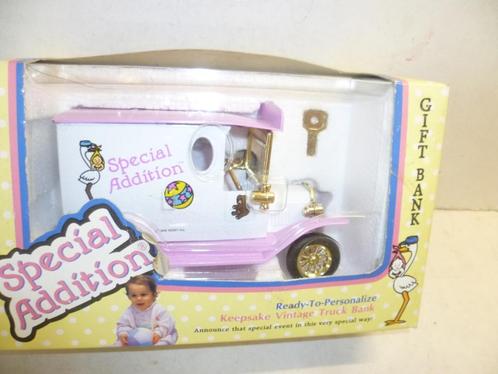 Special
Addition™
GIFT BANK
Special
Addition®
Ready-To-Personalize
Keepsake Vintage Truck Bank
Announce that special event in this very special way!